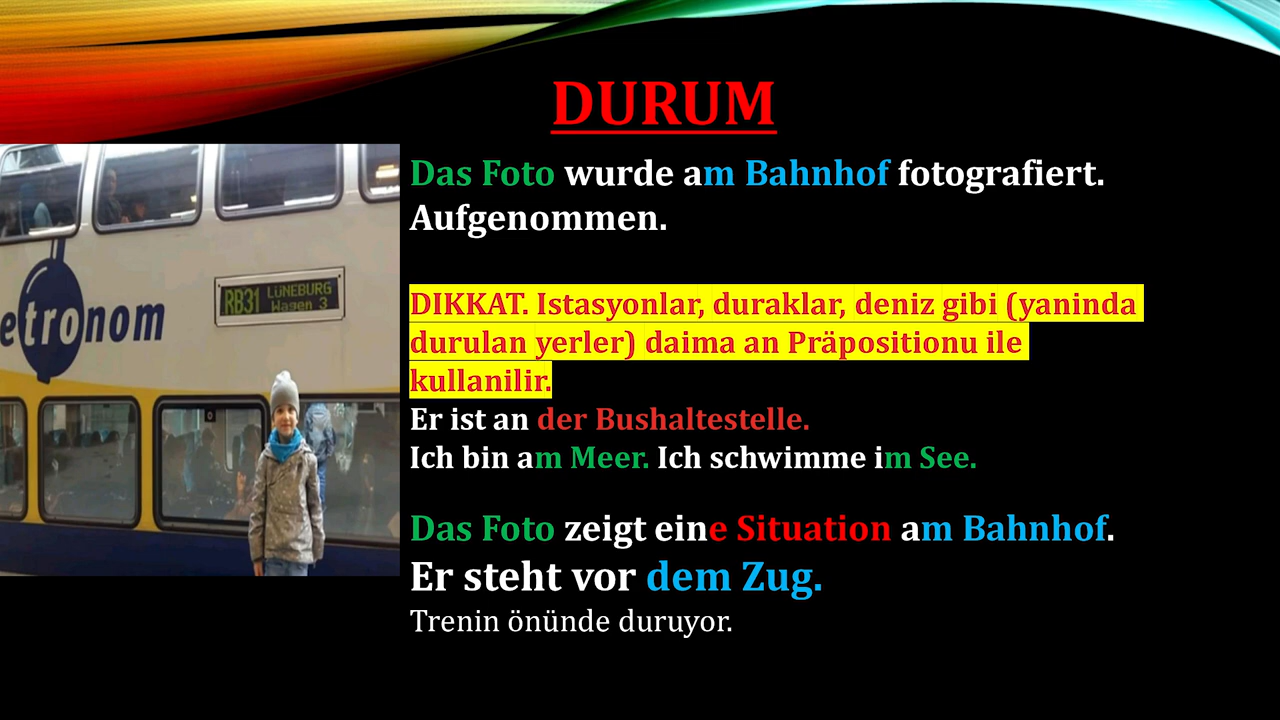 DURUM
Das Foto wurde am Bahnhof fotografiert.
Aufgenommen.
DIKKAT. Istasyonlar, duraklar, deniz gibi (yaninda
durulan yerler) daima an Präpositionu ile
kullanilir.
Er ist an der Bushaltestelle.
Ich bin am Meer. Ich schwimme im See.
Das Foto zeigt eine Situation am Bahnhof.
Er steht vor dem Zug.
Trenin önünde duruyor.
etronom
RB31 LÜNEBURG
Wagen 3